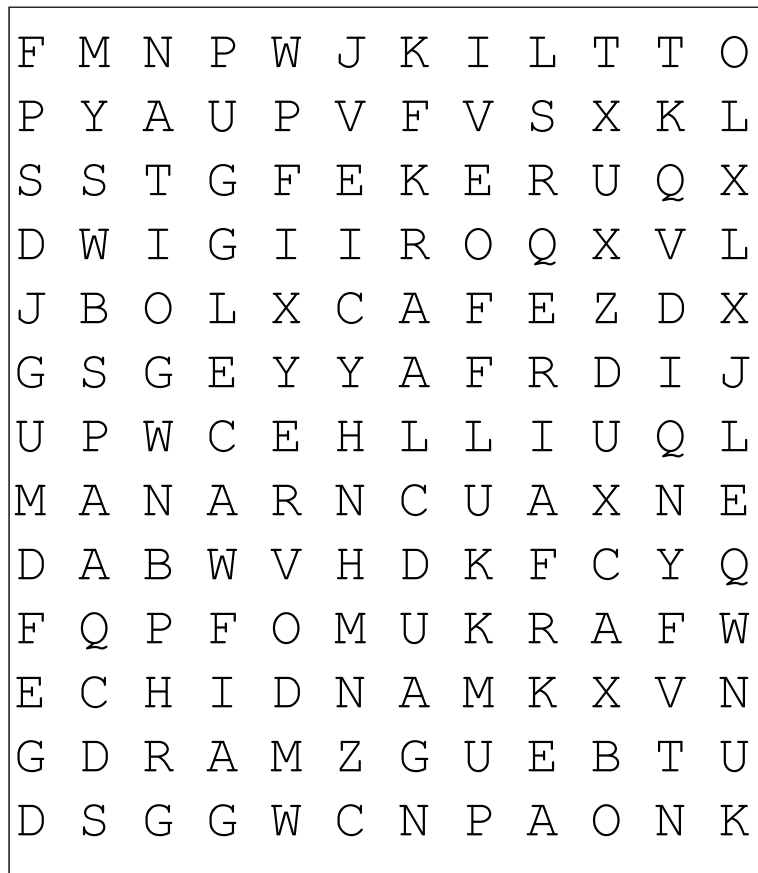 F M N P W J K I L T T O
P Y A U P V F V S X K L
S S T G F E K E R U Q X
D W I G I I R O Q X V L
J B O L X C A F E Z D X
G S G E Y Y A F R D I J
U P W C E H L L I U Q L
M A N A R N C U A X N E
D A B W V H D K F C Y Q
F Q P F O M U K R A F W
E C H I D N A M K X V N
G D R A M Z G U E B T U
D S G G W C N P A O N K